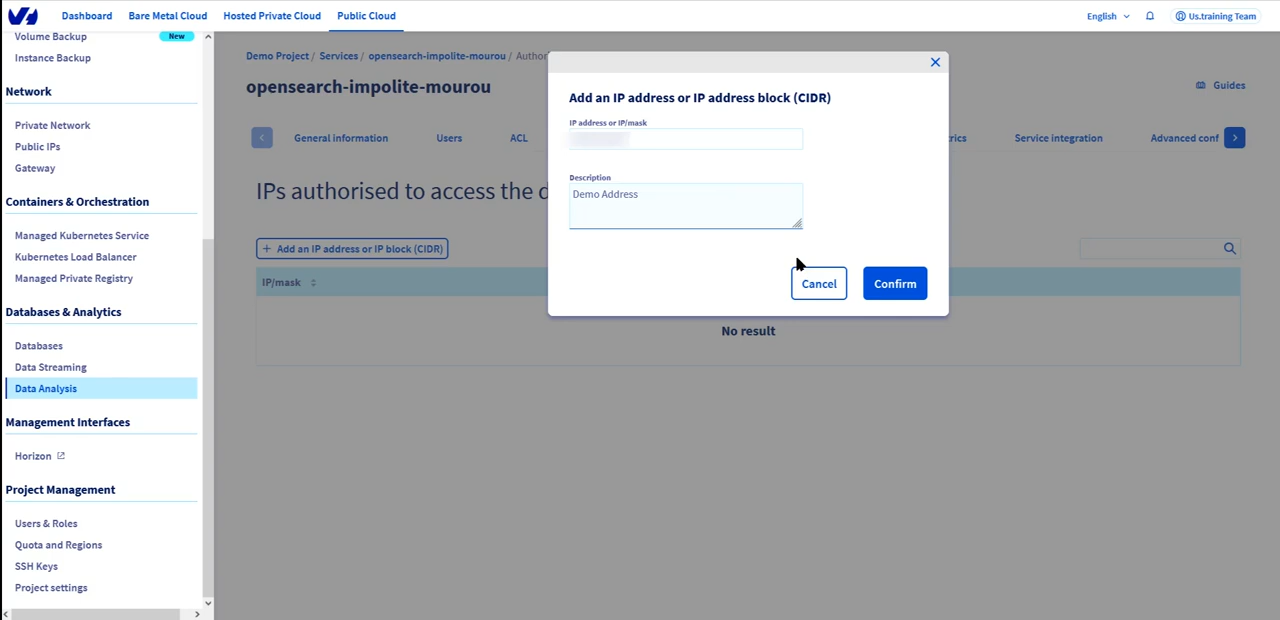 Dashboard
Bare Metal Cloud
Hosted Private Cloud
Public Cloud
English
Us.training Team
Volume Backup
New
Instance Backup
Network
Private Network
Public IPs
Gateway
Containers & Orchestration
Managed Kubernetes Service
Kubernetes Load Balancer
Managed Private Registry
Databases & Analytics
Databases
Data Streaming
Data Analysis
Management Interfaces
Horizon
Project Management
Users & Roles
Quota and Regions
SSH Keys
Project settings
Demo Project / Services / opensearch-impolite-mourou / Author
opensearch-impolite-mourou
Guides
General information
Users
ACL
rics
Service integration
Advanced conf
IPs authorised to access the d
+ Add an IP address or IP block (CIDR)
IP/mask
No result
Add an IP address or IP address block (CIDR)
IP address or IP/mask
Description
Demo Address
Cancel
Confirm